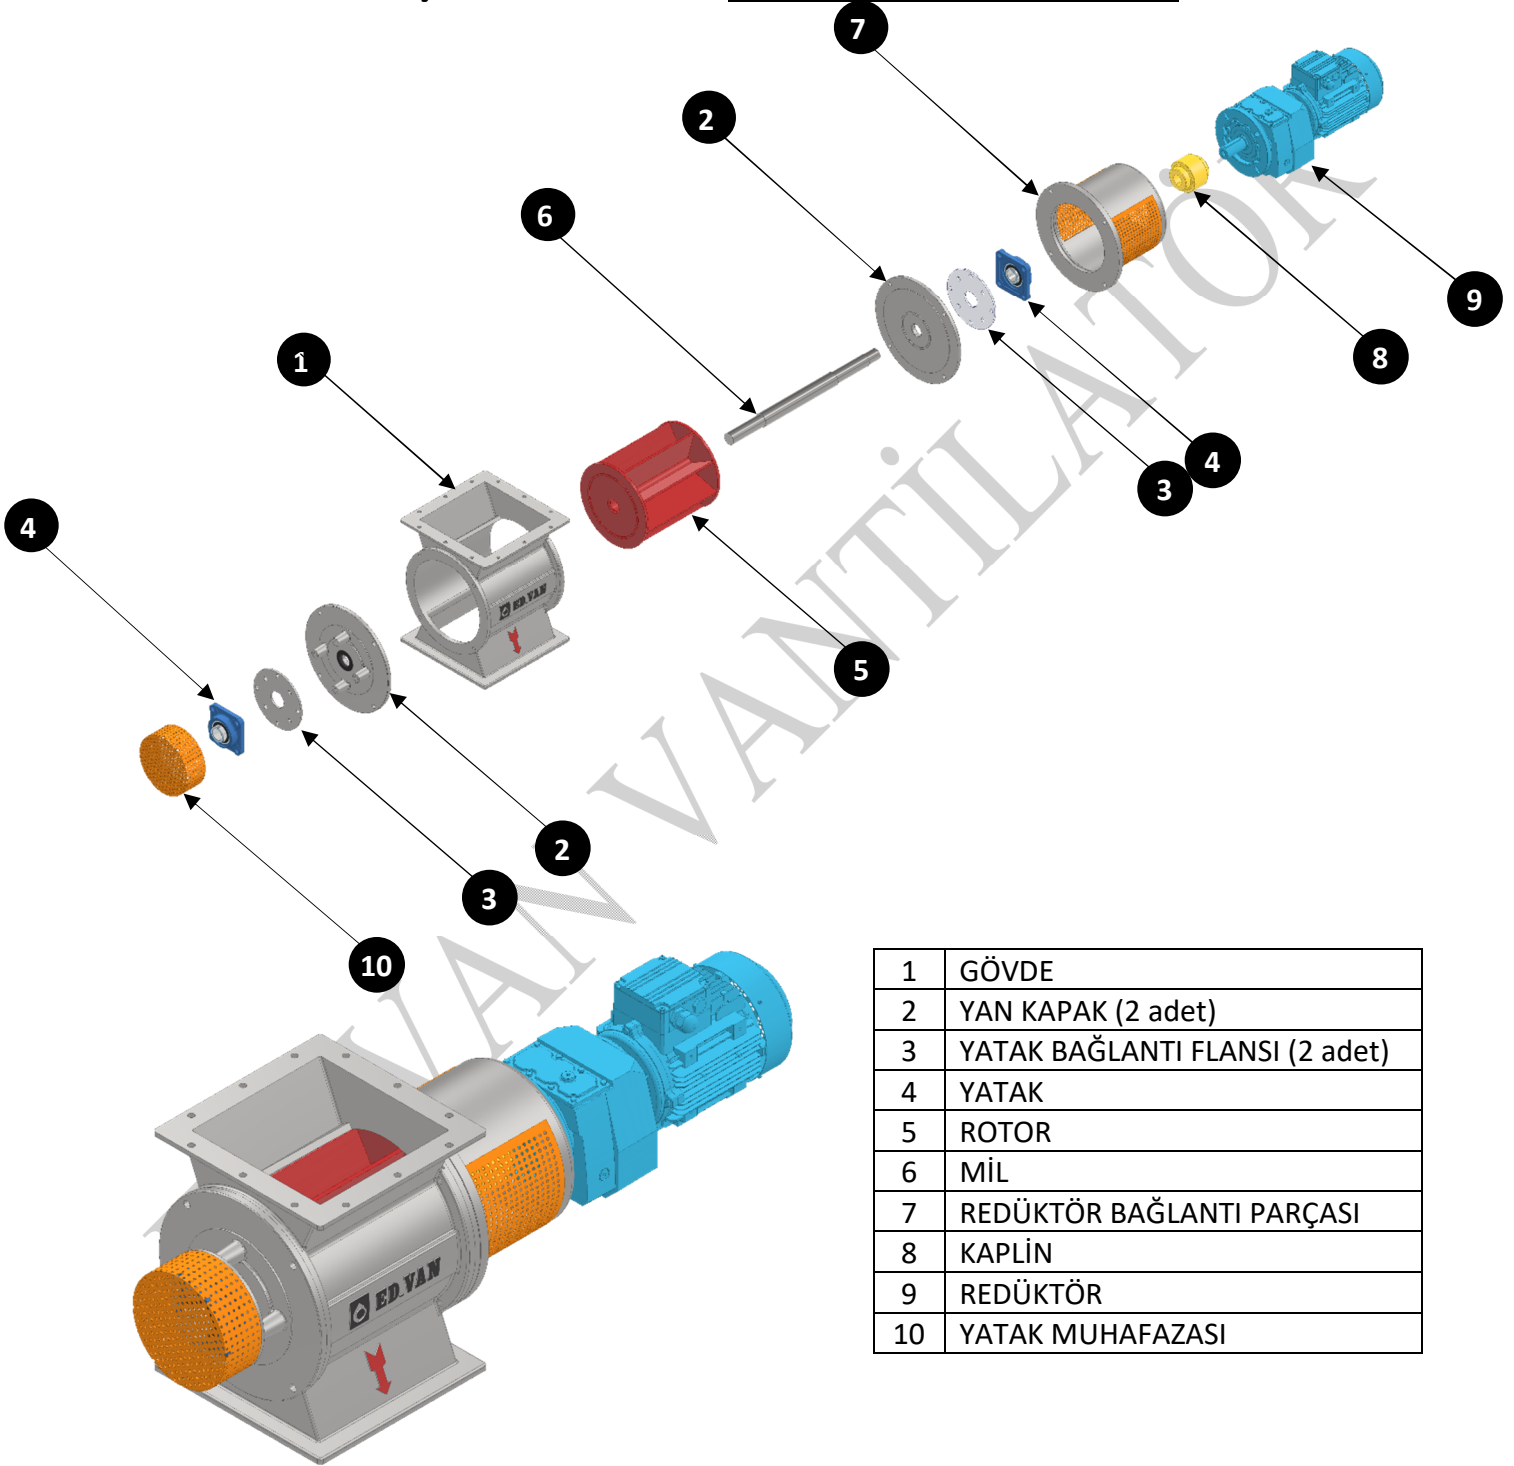 7
2
6
9
1
8
4
3
4
5
2
3
10
ED.VAN
ED.VAN
VAN VANTİLATÖR
1 GÖVDE
2 YAN KAPAK (2 adet)
3 YATAK BAĞLANTI FLANSI (2 adet)
4 YATAK
5 ROTOR
6 MİL
7 REDÜKTÖR BAĞLANTI PARÇASI
8 KAPLİN
9 REDÜKTÖR
10 YATAK MUHAFAZASI